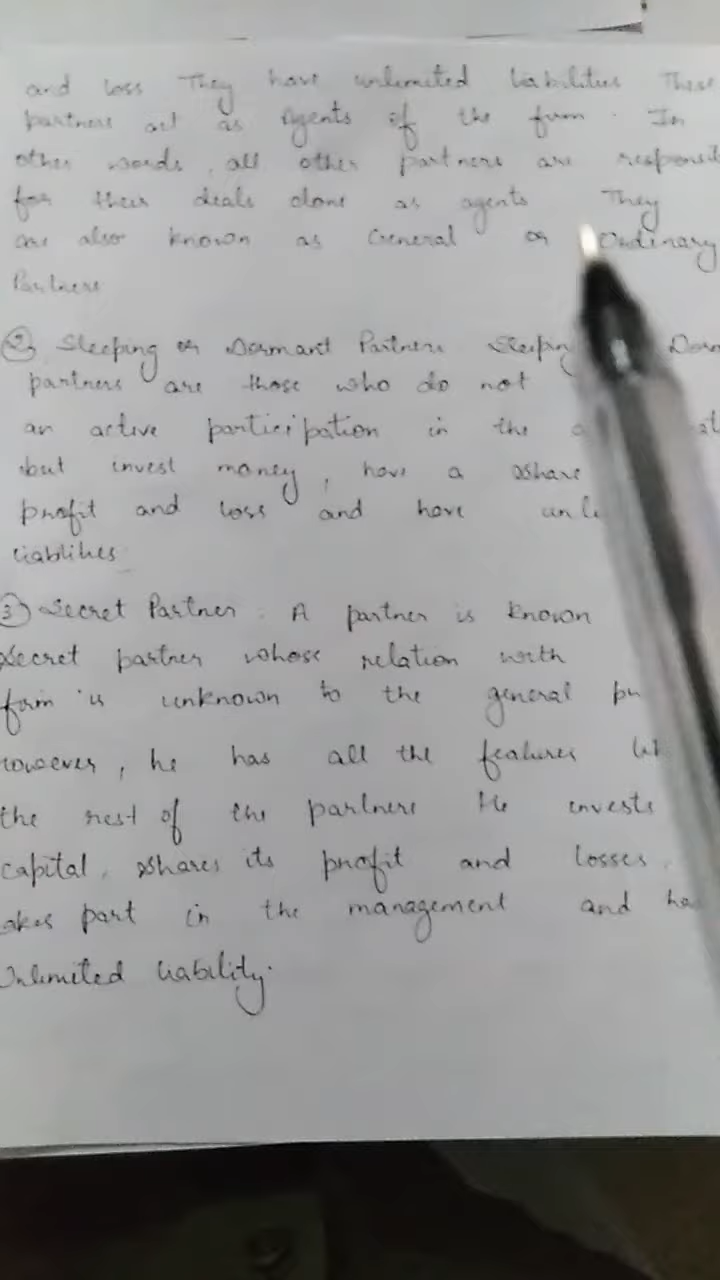 and loss They have unlimited liabilities These
partners act as Agents of the firm. In
other words, all other partners are
for their deals done as agents They
are also known as General or Ordinary
Partners
② Sleeping or Dormant Partners
partners are those who do not
an active participation in the
but invest money, have a share
profit and loss and have
liablities
③ Secret Partner. A partner is known
Secret partner whose relation with
firm is unknown to the general
However, he has all the features
the rest of the partners He invests
capital, shares its profit and losses,
takes part in the management and
Unlimited liability.